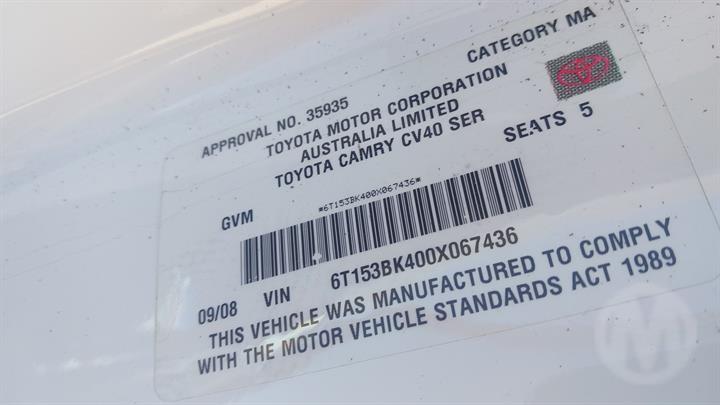 APPROVAL NO. 35935 CATEGORY MA
TOYOTA MOTOR CORPORATION
AUSTRALIA LIMITED
TOYOTA CAMRY CV40 SER SEATS 5
GVM
*6T153BK400X067436*
09/08 VIN 6T153BK400X067436
THIS VEHICLE WAS MANUFACTURED TO COMPLY
WITH THE MOTOR VEHICLE STANDARDS ACT 1989
M